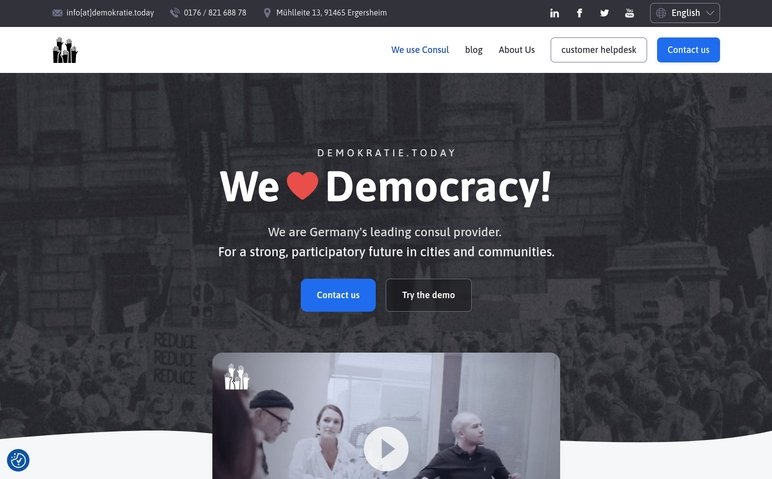 info[at]demokratie.today
0176 / 821 688 78
Mühlleite 13, 91465 Ergersheim
English
We use Consul
blog
About Us
customer helpdesk
Contact us
DEMOKRATIE.TODAY
We Democracy!
We are Germany's leading consul provider.
For a strong, participatory future in cities and communities.
Contact us
Try the demo
REDUCE
REDUCE
REDUCE